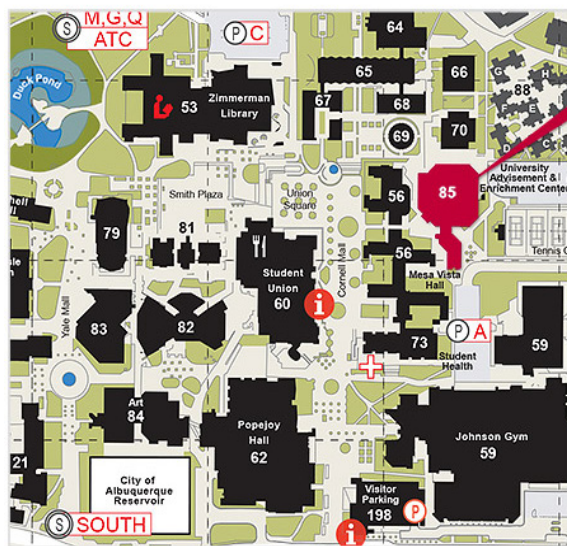 M,G,Q
ATC
S
P C
64
65
66
G
H
88
F
E
D
C
Duck Pond
53
Zimmerman
Library
67
68
69
70
85
University
Advisement &
Enrichment Center
Smith Plaza
Union
Square
56
79
81
Student
Union
60
i
Cornell Mall
56
Mesa Vista
Hall
Yale Mall
83
82
P A
73
Student
Health
59
Art
84
Popejoy
Hall
62
Johnson Gym
59
21
City of
Albuquerque
Reservoir
Visitor
Parking
198
P
S SOUTH
i